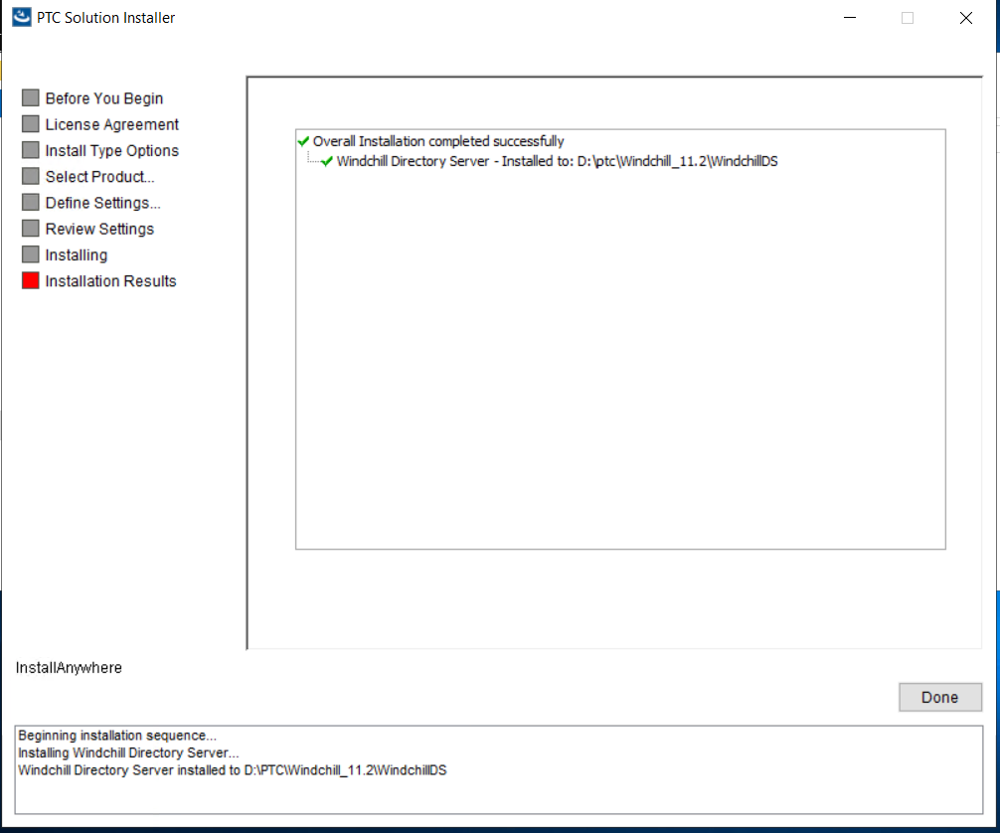 PTC Solution Installer
Before You Begin
License Agreement
Install Type Options
Select Product...
Define Settings...
Review Settings
Installing
Installation Results
Overall Installation completed successfully
Windchill Directory Server - Installed to: D:\ptc\Windchill_11.2\WindchillDS
InstallAnywhere
Done
Beginning installation sequence...
Installing Windchill Directory Server...
Windchill Directory Server installed to D:\PTC\Windchill_11.2\WindchillDS